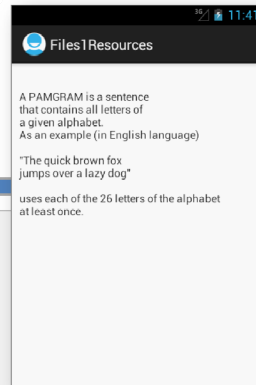 3G 11:41
Files1Resources
A PAMGRAM is a sentence
that contains all letters of
a given alphabet.
As an example (in English language)
"The quick brown fox
jumps over a lazy dog"
uses each of the 26 letters of the alphabet
at least once.